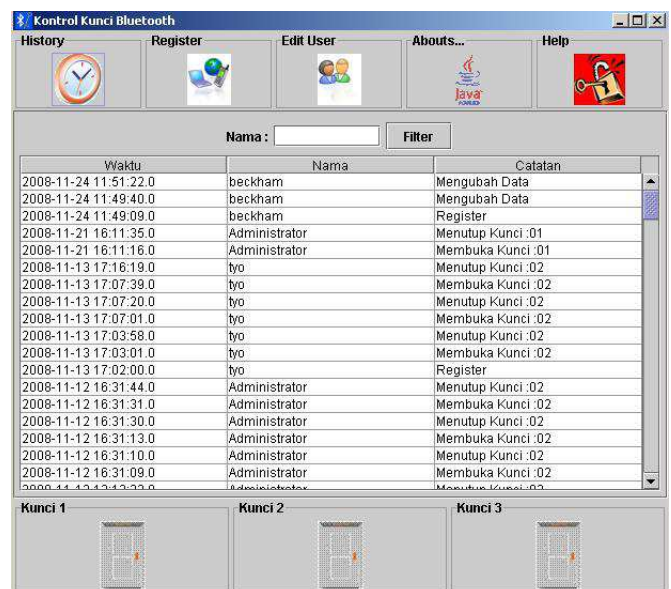 Kontrol Kunci Bluetooth
History Register Edit User Abouts... Help
Java
POWERED
Nama : Filter
Waktu Nama Catatan
2008-11-24 11:51:22.0 beckham Mengubah Data
2008-11-24 11:49:40.0 beckham Mengubah Data
2008-11-24 11:49:09.0 beckham Register
2008-11-21 16:11:35.0 Administrator Menutup Kunci :01
2008-11-21 16:11:16.0 Administrator Membuka Kunci :01
2008-11-13 17:16:19.0 tyo Menutup Kunci :02
2008-11-13 17:07:39.0 tyo Membuka Kunci :02
2008-11-13 17:07:20.0 tyo Menutup Kunci :02
2008-11-13 17:07:01.0 tyo Membuka Kunci :02
2008-11-13 17:03:58.0 tyo Menutup Kunci :02
2008-11-13 17:03:01.0 tyo Membuka Kunci :02
2008-11-13 17:02:00.0 tyo Register
2008-11-12 16:31:44.0 Administrator Menutup Kunci :02
2008-11-12 16:31:31.0 Administrator Membuka Kunci :02
2008-11-12 16:31:30.0 Administrator Menutup Kunci :02
2008-11-12 16:31:13.0 Administrator Membuka Kunci :02
2008-11-12 16:31:10.0 Administrator Menutup Kunci :02
2008-11-12 16:31:09.0 Administrator Membuka Kunci :02
Administrator Menutup Kunci
Kunci 1 Kunci 2 Kunci 3